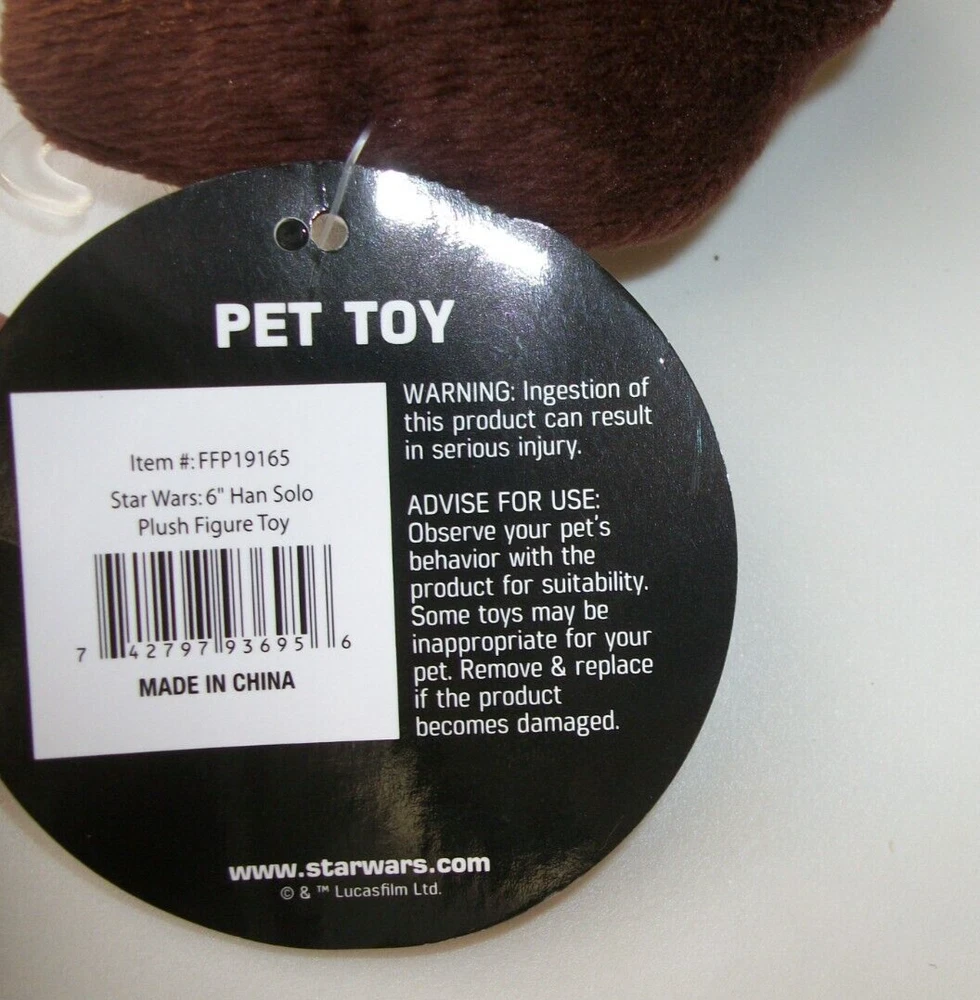 PET TOY
Item #:FFP19165
Star Wars: 6" Han Solo
Plush Figure Toy
7 42797 93695 6
MADE IN CHINA
WARNING: Ingestion of
this product can result
in serious injury.
ADVISE FOR USE:
Observe your pet's
behavior with the
product for suitability.
Some toys may be
inappropriate for your
pet. Remove & replace
if the product
becomes damaged.
www.starwars.com
© & ™ Lucasfilm Ltd.